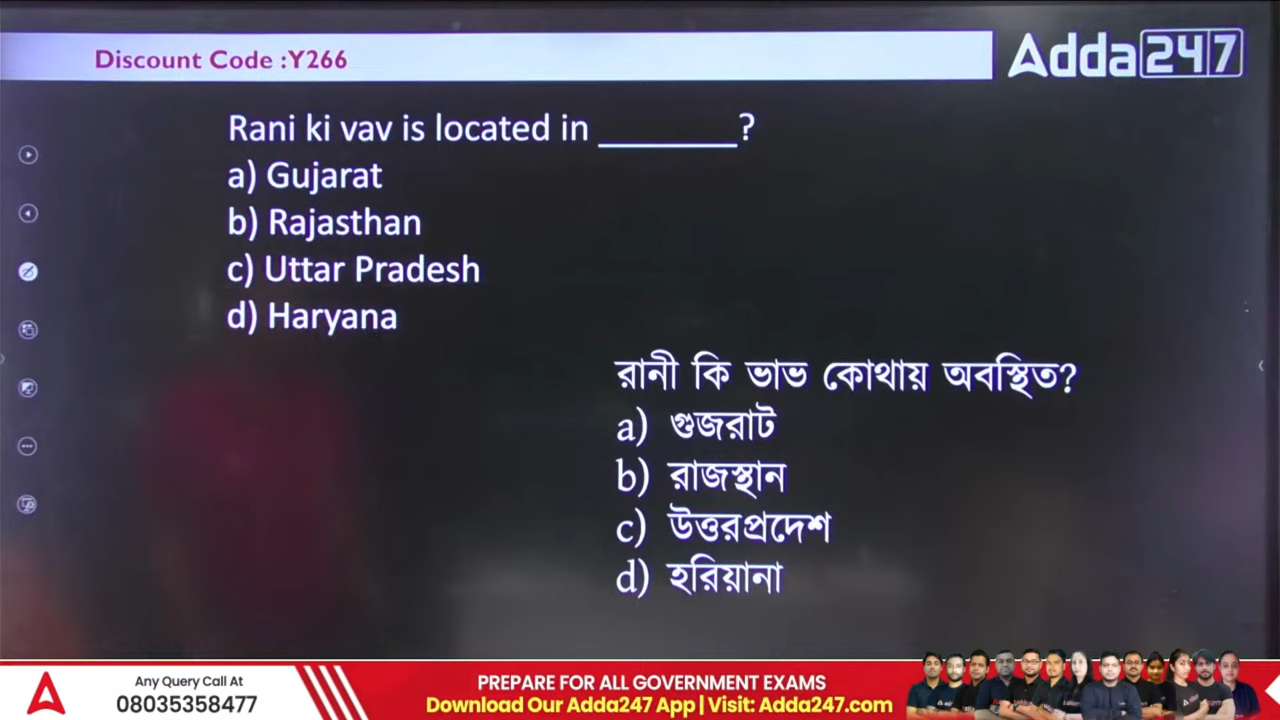 Discount Code :Y266
Adda247
Rani ki vav is located in ________?
a) Gujarat
b) Rajasthan
c) Uttar Pradesh
d) Haryana
রানী কি ভাভ কোথায় অবস্থিত?
a) গুজরাট
b) রাজস্থান
c) উত্তরপ্রদেশ
d) হরিয়ানা
Any Query Call At
08035358477
PREPARE FOR ALL GOVERNMENT EXAMS
Download Our Adda247 App | Visit: Adda247.com